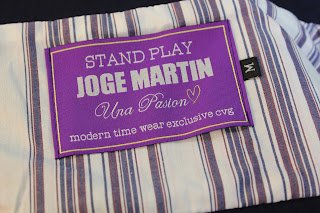 STAND PLAY
JOGE MARTIN
Una Pasion
modern time wear exclusive cvg
M